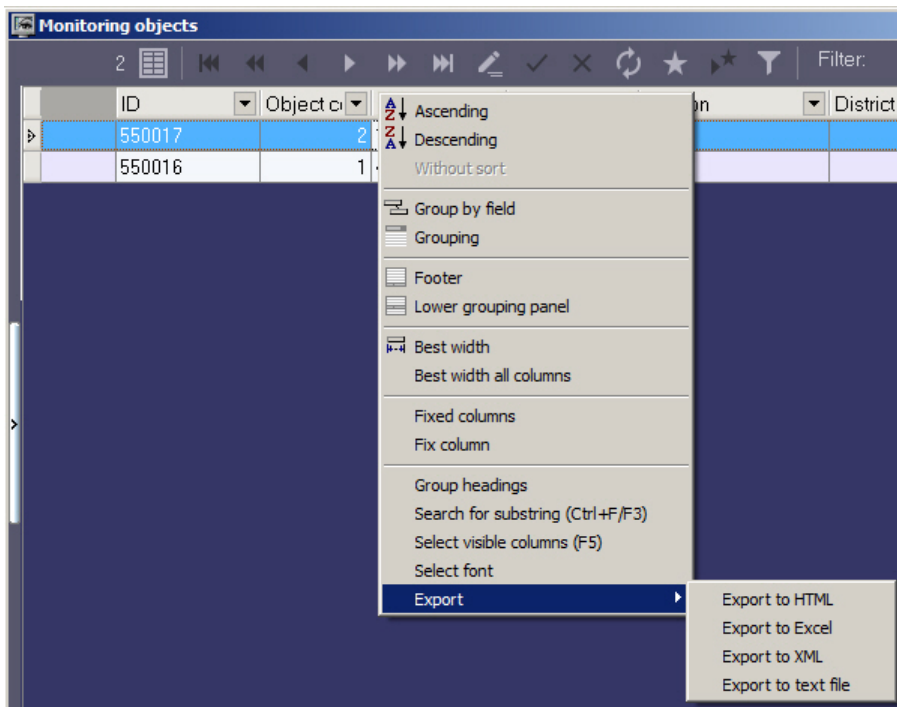 Monitoring objects
2 Filter:
ID Object District
550017 2
550016 1
Ascending
Descending
Without sort
Group by field
Grouping
Footer
Lower grouping panel
Best width
Best width all columns
Fixed columns
Fix column
Group headings
Search for substring (Ctrl+F/F3)
Select visible columns (F5)
Select font
Export
Export to HTML
Export to Excel
Export to XML
Export to text file